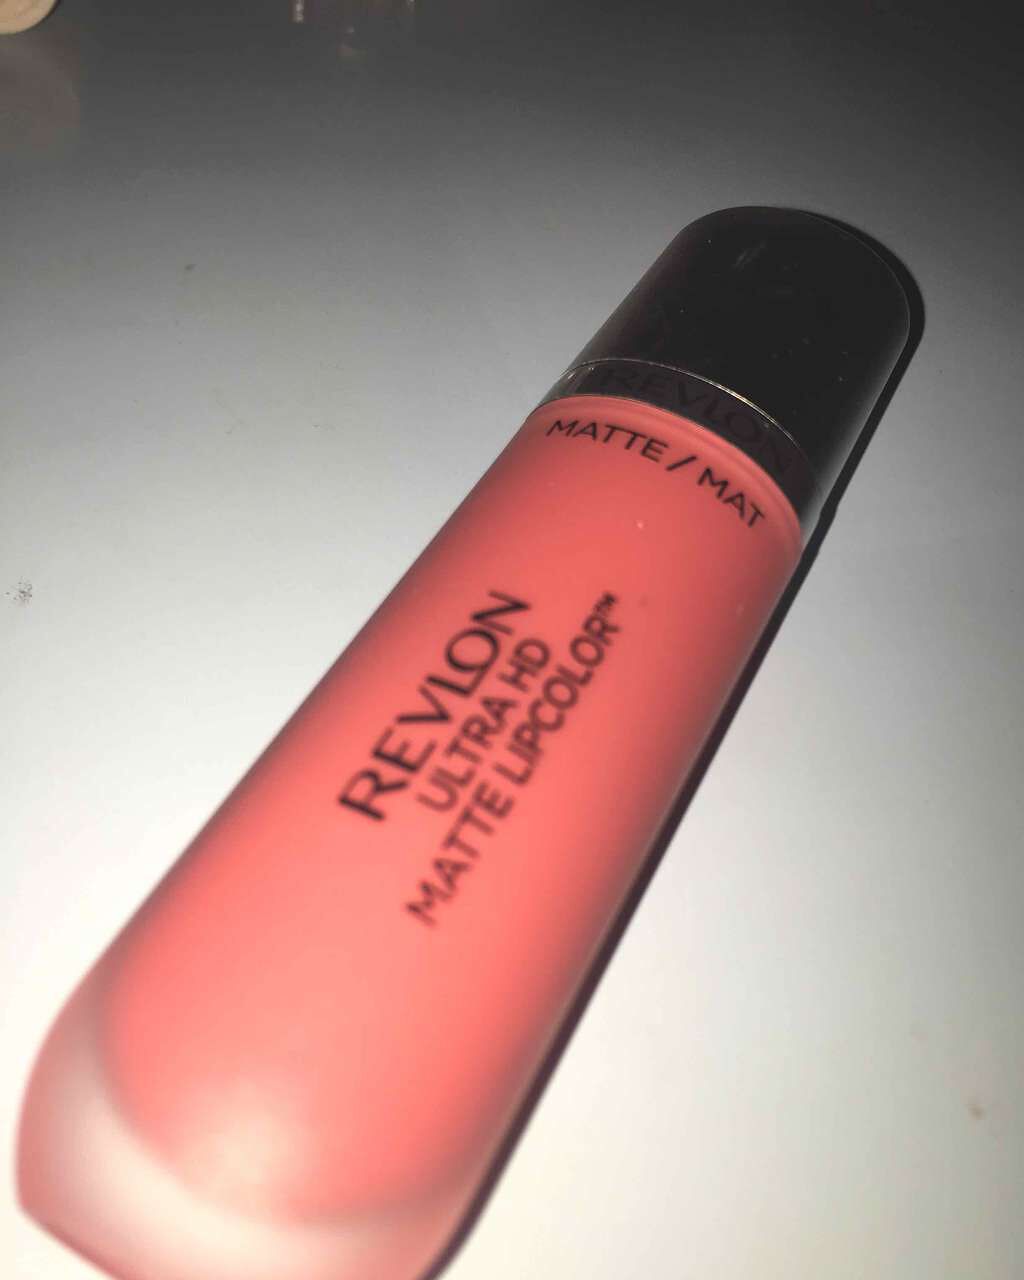 REVLON
MATTE / MAT
REVLON
ULTRA HD
MATTE LIPCOLOR™